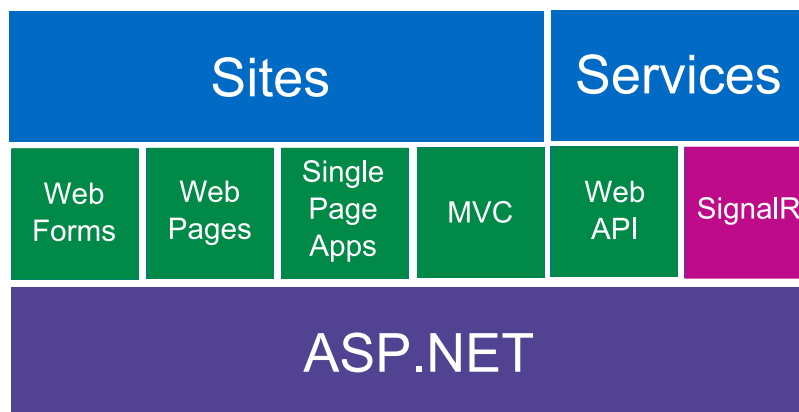 Sites
Services
Web
Forms
Web
Pages
Single
Page
Apps
MVC
Web
API
SignalR
ASP.NET